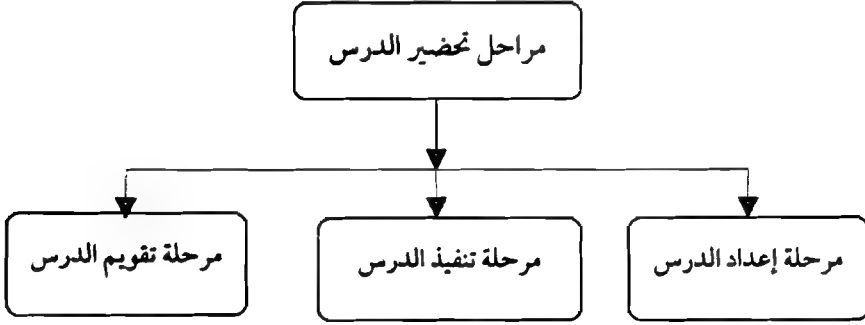 مراحل تحضير الدرس
مرحلة إعداد الدرس
مرحلة تنفيذ الدرس
مرحلة تقويم الدرس